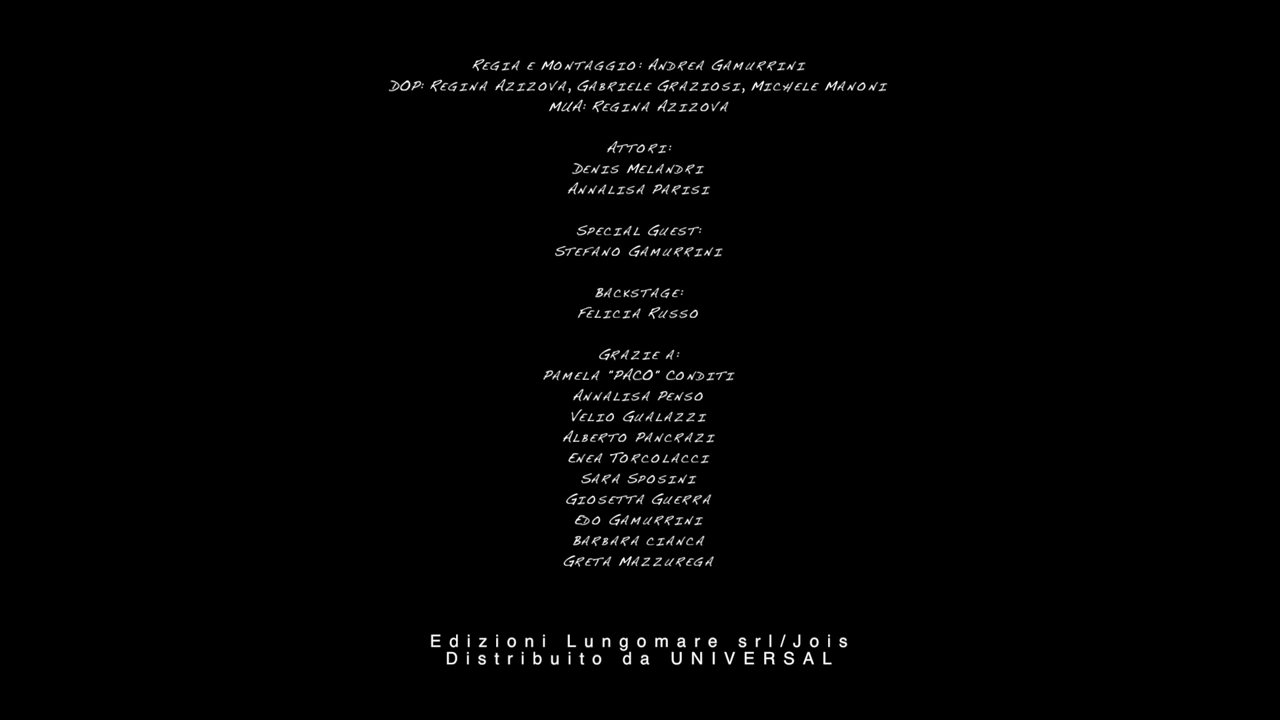 Regia e Montaggio: Andrea Gamurrini
DOP: Regina Azizova, Gabriele Graziosi, Michele Manoni
MUA: Regina Azizova
Attori:
Denis Melandri
Annalisa Parisi
Special Guest:
Stefano Gamurrini
Backstage:
Felicia Russo
Grazie a:
Pamela "PACO" Conditi
Annalisa Penso
Velio Gualazzi
Alberto Pancrazi
Enea Torcolacci
Sara Sposini
Giosetta Guerra
Edo Gamurrini
Barbara Cianca
Greta Mazzurega
Edizioni Lungomare srl/Jois
Distribuito da UNIVERSAL